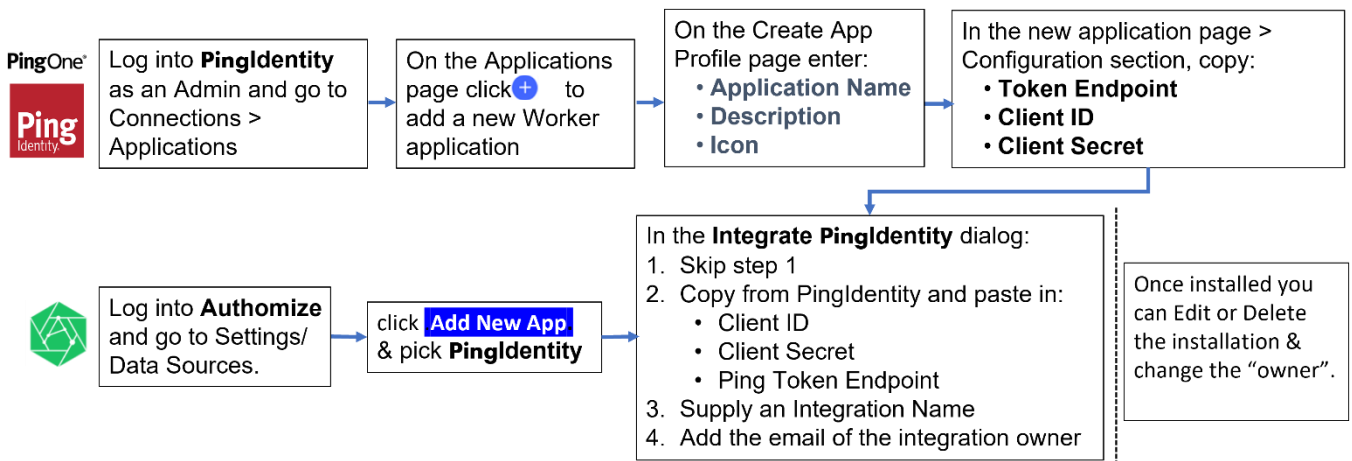 PingOne®
Ping
Identity.
Log into PingIdentity
as an Admin and go to
Connections >
Applications
On the Applications
page click + to
add a new Worker
application
On the Create App
Profile page enter:
• Application Name
• Description
• Icon
In the new application page >
Configuration section, copy:
• Token Endpoint
• Client ID
• Client Secret
Log into Authomize
and go to Settings/
Data Sources.
click Add New App.
& pick PingIdentity
In the Integrate PingIdentity dialog:
1. Skip step 1
2. Copy from PingIdentity and paste in:
• Client ID
• Client Secret
• Ping Token Endpoint
3. Supply an Integration Name
4. Add the email of the integration owner
Once installed you
can Edit or Delete
the installation &
change the “owner”.